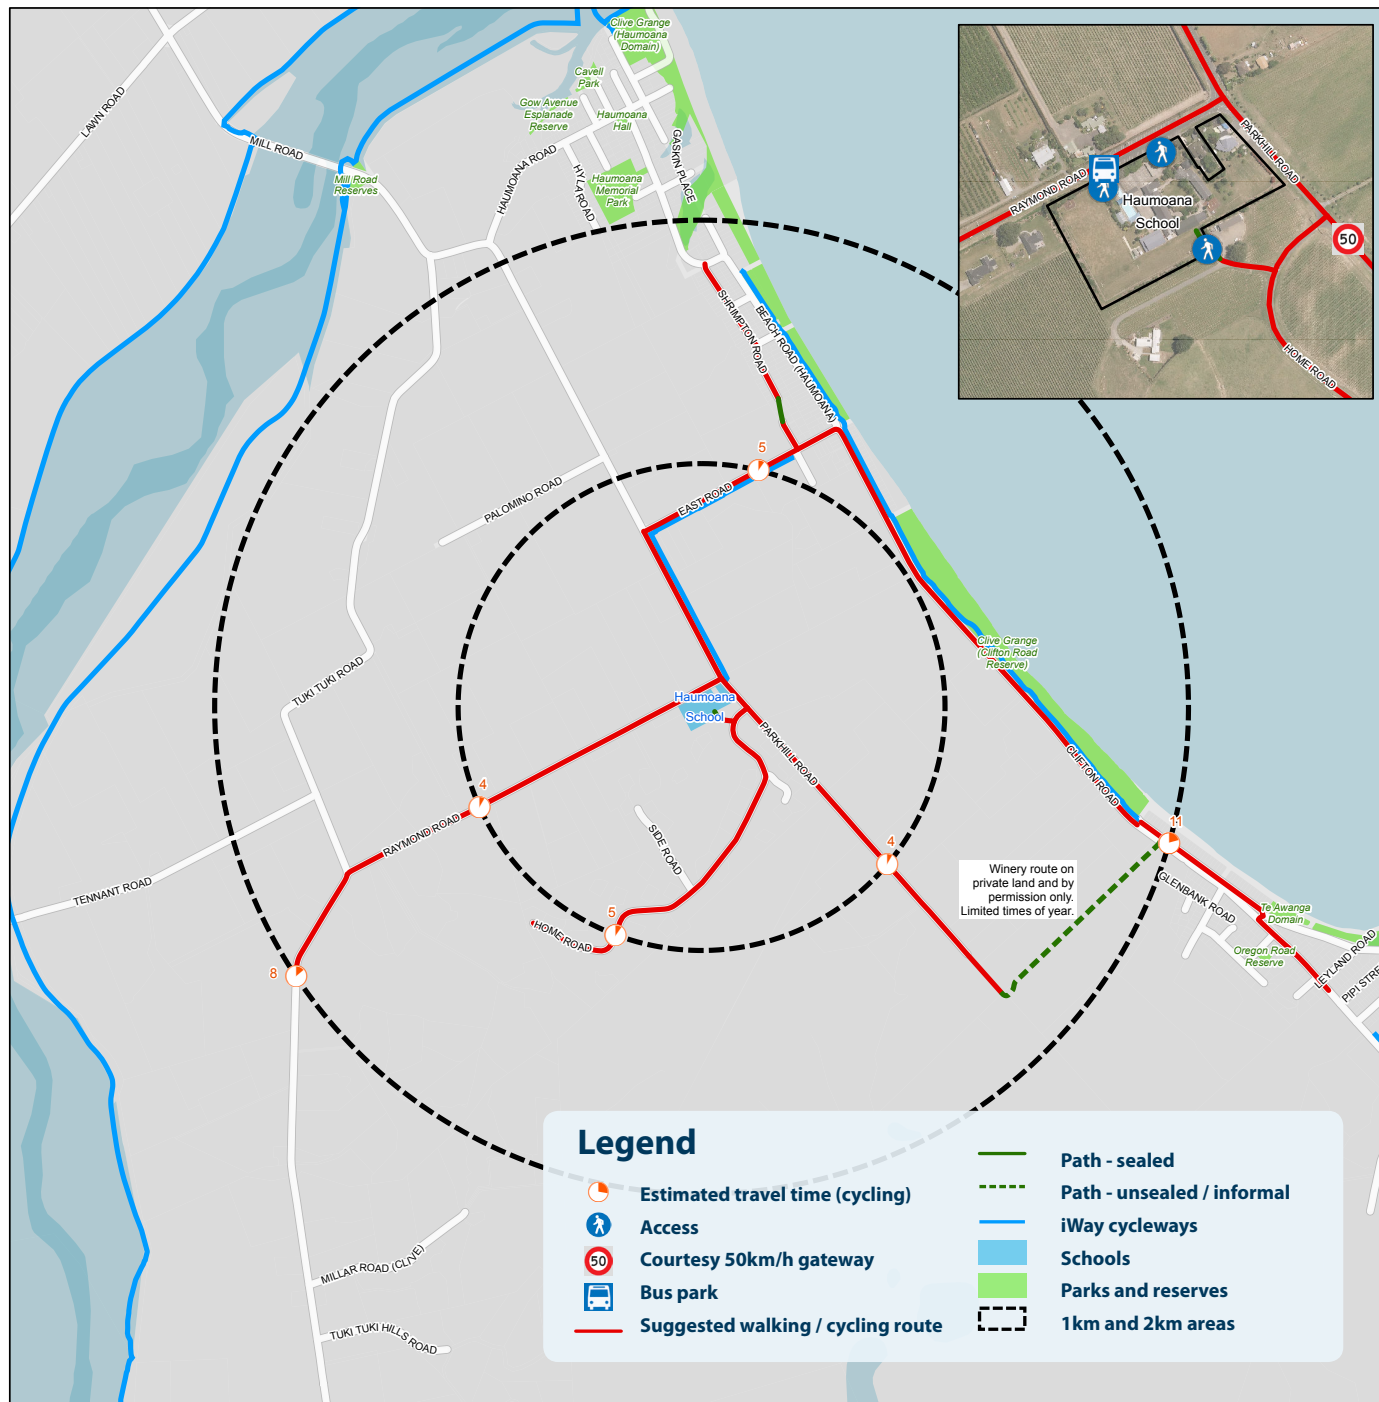 Clive Grange
(Haumoana
Domain)
Cavell
Park
Gow Avenue
Esplanade
Reserve
Haumoana
Hall
LAWN ROAD
MILL ROAD
Mill Road
Reserves
HAUMOANA ROAD
HYLA ROAD
Haumoana
Memorial
Park
GASKIN PLACE
SHRIMPTON ROAD
BEACH ROAD (HAUMOANA)
PARKHILL ROAD
RAYMOND ROAD
Haumoana
School
50
HOME ROAD
5
EAST ROAD
PALOMINO ROAD
Clive Grange
(Clifton Road
Reserve)
TUKI TUKI ROAD
Haumoana
School
PARKHILL ROAD
CLIFTON ROAD
4
RAYMOND ROAD
SIDE ROAD
4
11
Winery route on
private land and by
permission only.
Limited times of year.
TENNANT ROAD
GLENBANK ROAD
Te Awanga
Domain
5
HOME ROAD
Oregon Road
Reserve
LEYLAND ROAD
PIPI STRE
8
MILLAR ROAD (CLIVE)
TUKI TUKI HILLS ROAD
Legend
Estimated travel time (cycling)
Access
50
Courtesy 50km/h gateway
Bus park
Suggested walking / cycling route
Path - sealed
Path - unsealed / informal
iWay cycleways
Schools
Parks and reserves
1km and 2km areas